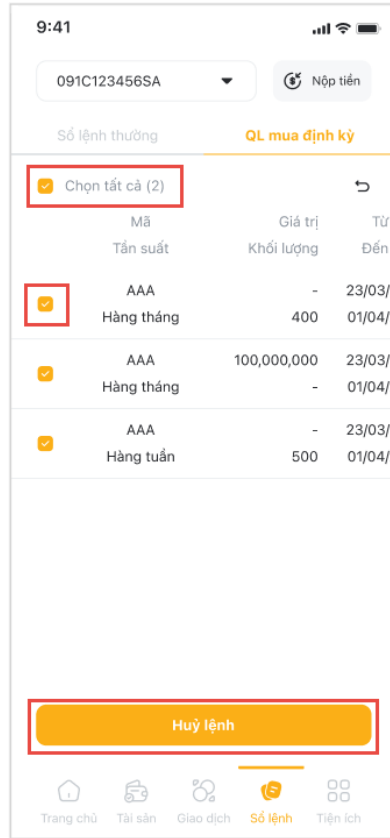 9:41
091C123456SA Nộp tiền
Sổ lệnh thường QL mua định kỳ
Chọn tất cả (2)
Mã Giá trị Từ
Tần suất Khối lượng Đến
AAA - 23/03/
Hàng tháng 400 01/04/
AAA 100,000,000 23/03/
Hàng tháng - 01/04/
AAA - 23/03/
Hàng tuần 500 01/04/
Huỷ lệnh
Trang chủ Tài sản Giao dịch Sổ lệnh Tiện ích